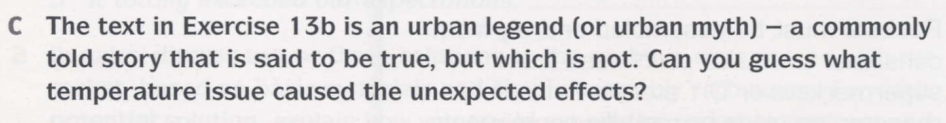 C The text in Exercise 13b is an urban legend (or urban myth) – a commonly
told story that is said to be true, but which is not. Can you guess what
temperature issue caused the unexpected effects?